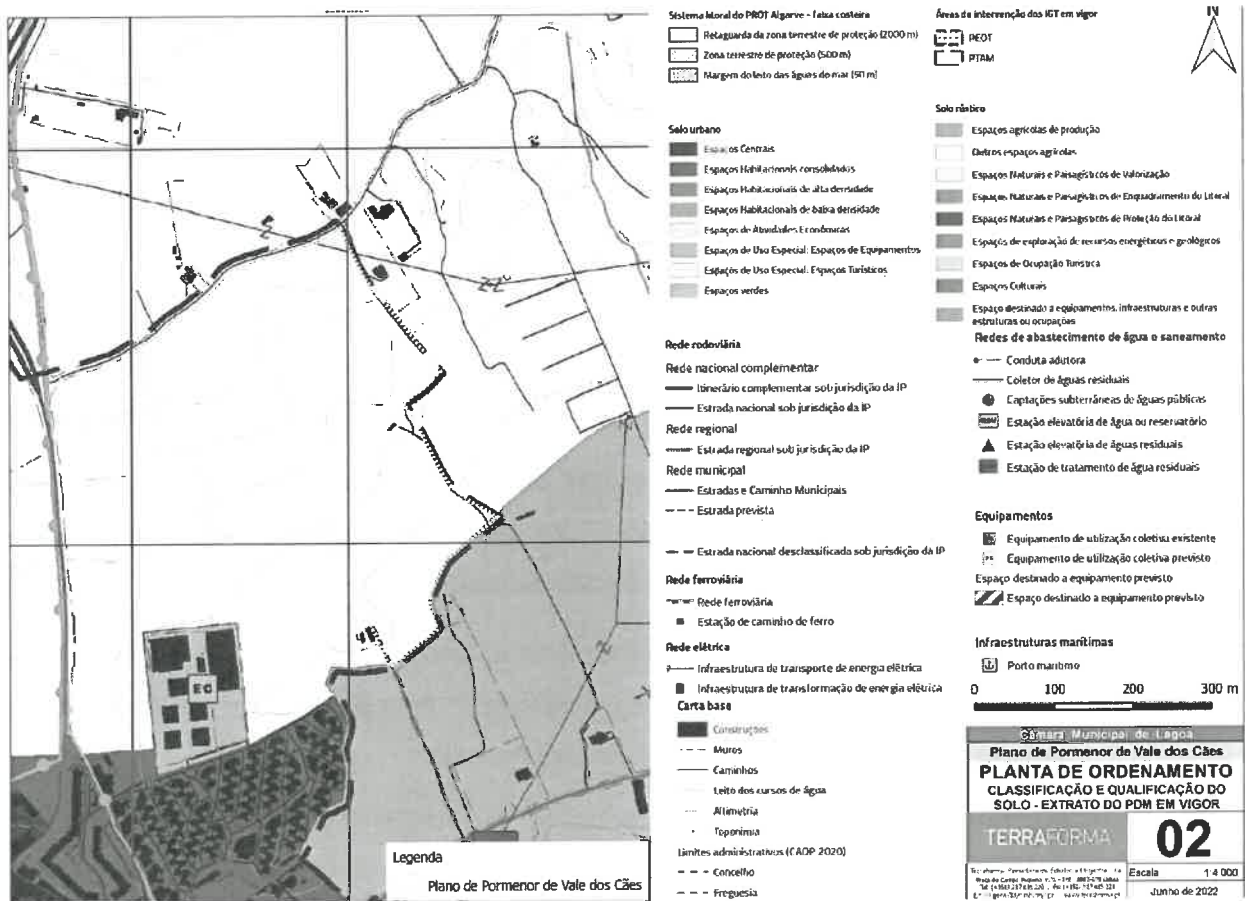 EC
Legenda
Plano de Pormenor de Vale dos Cães
Sistema Moral do PROT Algarve - faixa costeira
Retaguarda da zona terrestre de proteção (2000 m)
Zona terrestre de proteção (500 m)
Margem do leito das águas do mar (50 m)
Solo urbano
Espaços Centrais
Espaços Habitacionais consolidados
Espaços Habitacionais de alta densidade
Espaços Habitacionais de baixa densidade
Espaços de Atividades Económicas
Espaços de Uso Especial: Espaços de Equipamentos
Espaços de Uso Especial: Espaços Turísticos
Espaços verdes
Rede rodoviária
Rede nacional complementar
Itinerário complementar sob jurisdição da IP
Estrada nacional sob jurisdição da IP
Rede regional
Estrada regional sob jurisdição da IP
Rede municipal
Estradas e Caminho Municipais
Estrada prevista
Estrada nacional desclassificada sob jurisdição da IP
Rede ferroviária
Rede ferroviária
Estação de caminho de ferro
Rede elétrica
Infraestrutura de transporte de energia elétrica
Infraestrutura de transformação de energia elétrica
Carta base
Construções
Muros
Caminhos
Leito dos cursos de água
Altimetria
Toponímia
Limites administrativos (CAOP 2020)
Concelho
Freguesia
Áreas de intervenção dos IGT em vigor
PEOT
PTAM
N
Solo rústico
Espaços agrícolas de produção
Outros espaços agrícolas
Espaços Naturais e Paisagísticos de Valorização
Espaços Naturais e Paisagísticos de Enquadramento do Litoral
Espaços Naturais e Paisagísticos de Proteção do Litoral
Espaços de exploração de recursos energéticos e geológicos
Espaços de Ocupação Turística
Espaços Culturais
Espaço destinado a equipamentos, infraestruturas e outras
estruturas ou ocupações
Redes de abastecimento de água o saneamento
Conduta adutora
Coletor de águas residuais
Captações subterrâneas de águas públicas
Estação elevatória de água ou reservatório
Estação elevatória de águas residuais
Estação de tratamento de água residuais
Equipamentos
Equipamento de utilização coletiva existente
Equipamento de utilização coletiva previsto
Espaço destinado a equipamento previsto
Espaço destinado a equipamento previsto
Infraestruturas marítimas
Porto marítimo
0 100 200 300 m
Câmara Municipal de Lagoa
Plano de Pormenor de Vale dos Cães
PLANTA DE ORDENAMENTO
CLASSIFICAÇÃO E QUALIFICAÇÃO DO
SOLO - EXTRATO DO PDM EM VIGOR
TERRAFORMA
02
Escala 1:4 000
Junho de 2022